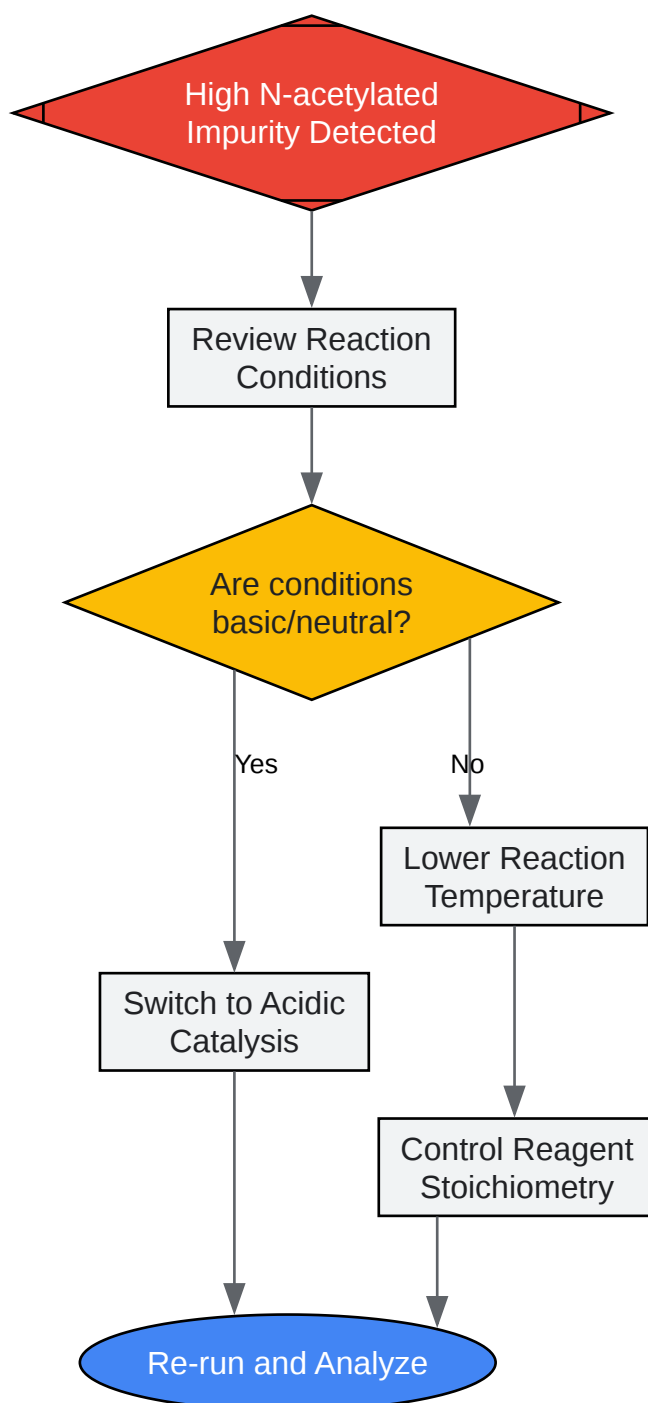 High N-acetylated
Impurity Detected
Review Reaction
Conditions
Are conditions
basic/neutral?
Yes
No
Lower Reaction
Temperature
Switch to Acidic
Catalysis
Control Reagent
Stoichiometry
Re-run and Analyze